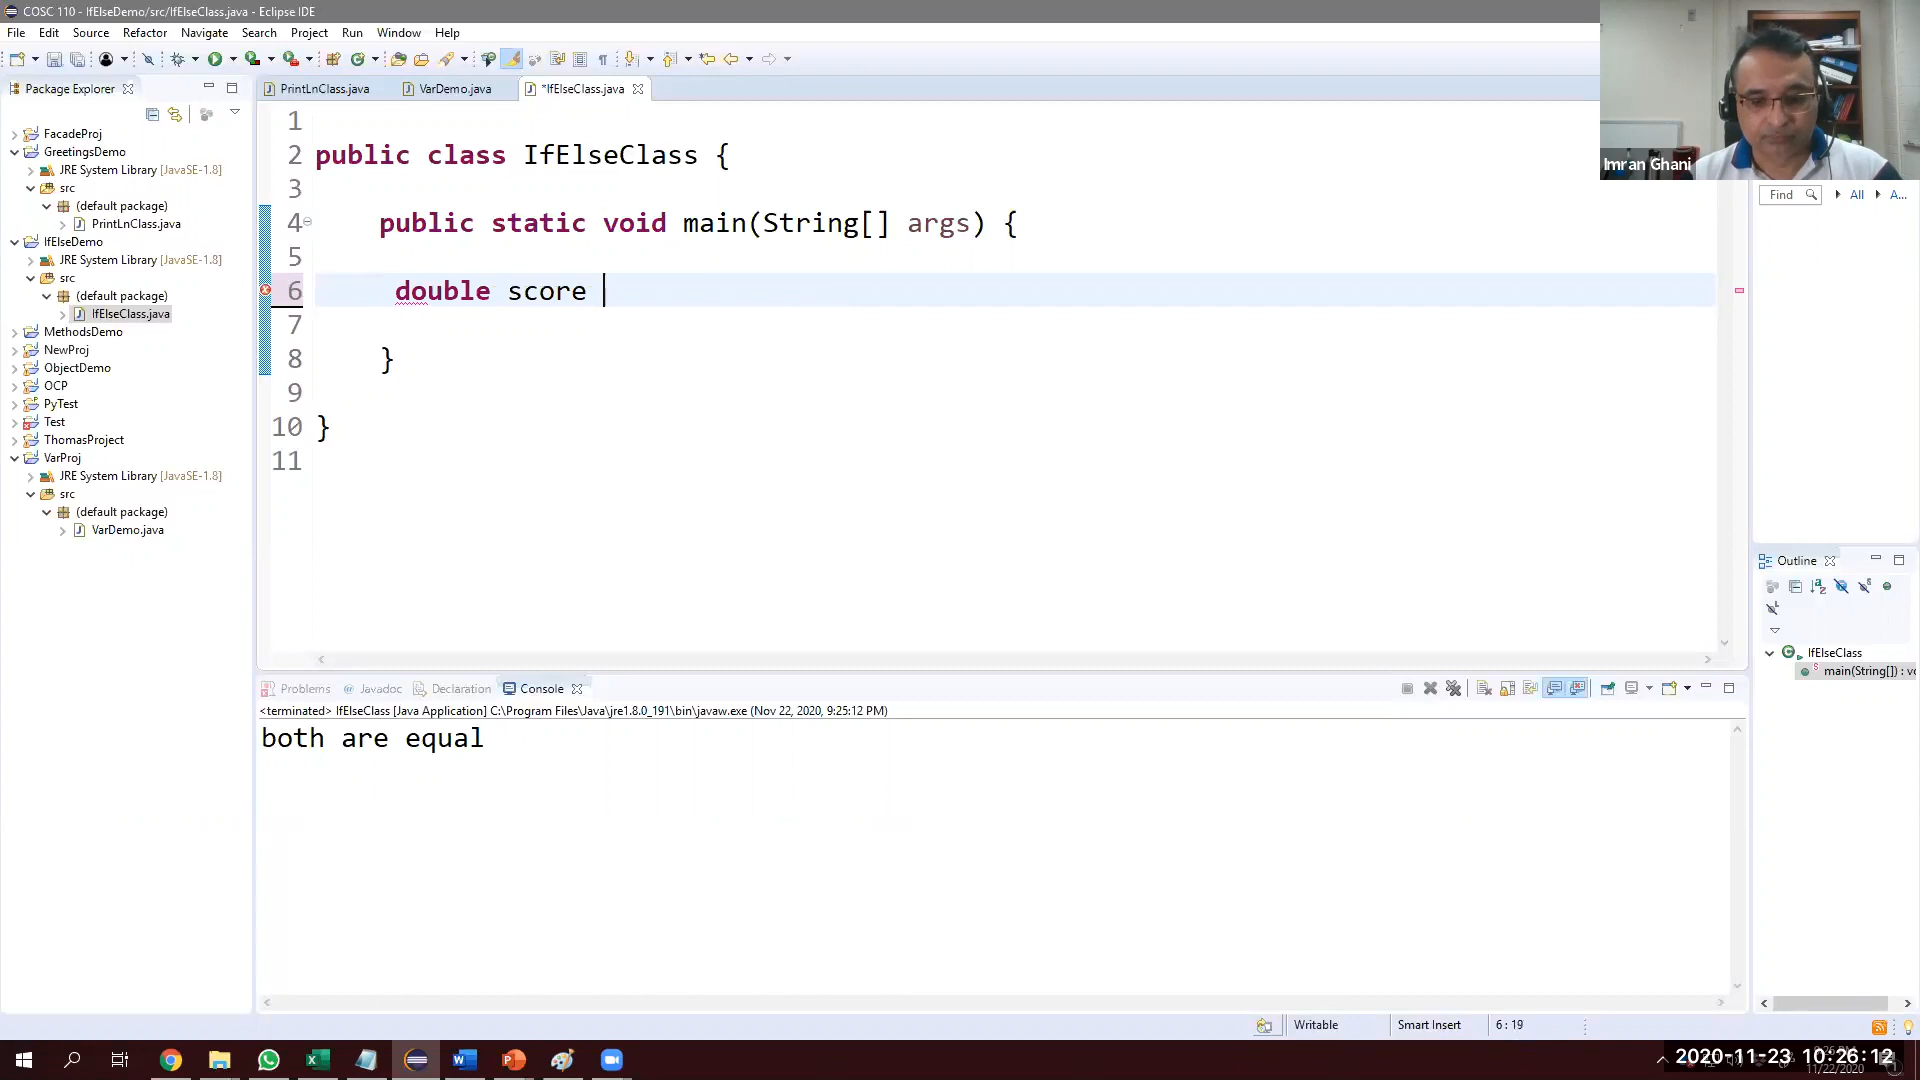 COSC 110 - IfElseDemo/src/IfElseClass.java - Eclipse IDE
File Edit Source Refactor Navigate Search Project Run Window Help
Package Explorer
FacadeProj
GreetingsDemo
JRE System Library [JavaSE-1.8]
src
(default package)
PrintLnClass.java
IfElseDemo
JRE System Library [JavaSE-1.8]
src
(default package)
IfElseClass.java
MethodsDemo
NewProj
ObjectDemo
OCP
PyTest
Test
ThomasProject
VarProj
JRE System Library [JavaSE-1.8]
src
(default package)
VarDemo.java
PrintLnClass.java VarDemo.java *IfElseClass.java
1
2 public class IfElseClass {
3
4 public static void main(String[] args) {
5
6 double score
7
8 }
9
10 }
11
Imran Ghani
Find All A...
Outline
IfElseClass
main(String[]) : vo
Problems Javadoc Declaration Console
<terminated> IfElseClass [Java Application] C:\Program Files\Java\jre1.8.0_191\bin\javaw.exe (Nov 22, 2020, 9:25:12 PM)
both are equal
Writable Smart Insert 6 : 19
2020-11-23 10:26:12
11/22/2020